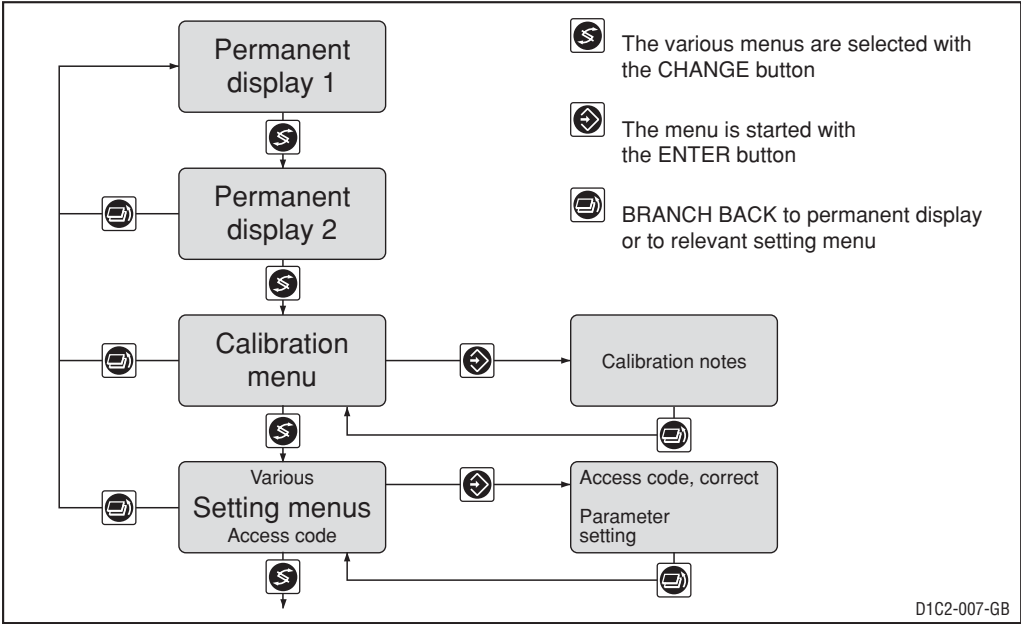 Permanent
display 1
The various menus are selected with
the CHANGE button
The menu is started with
the ENTER button
Permanent
display 2
BRANCH BACK to permanent display
or to relevant setting menu
Calibration
menu
Calibration notes
Various
Setting menus
Access code
Access code, correct
Parameter
setting
D1C2-007-GB